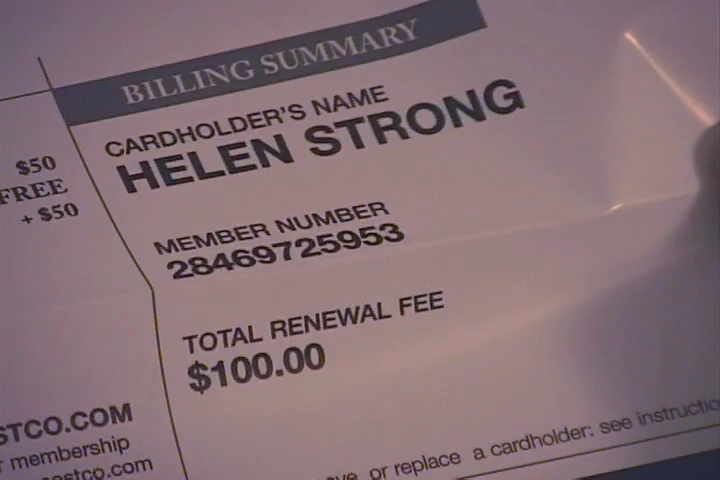 BILLING SUMMARY
CARDHOLDER'S NAME
HELEN STRONG
$50
FREE
+ $50
MEMBER NUMBER
28469725953
TOTAL RENEWAL FEE
$100.00
STCO.COM
membership
ostco.com
or replace a cardholder: see instructio